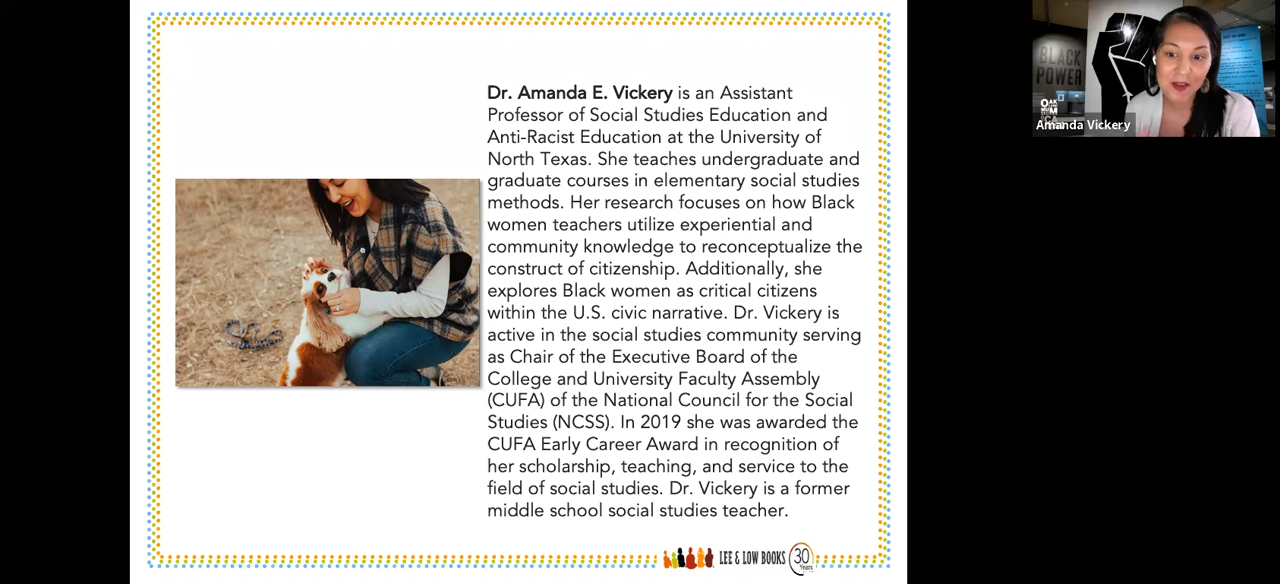 Dr. Amanda E. Vickery is an Assistant
Professor of Social Studies Education and
Anti-Racist Education at the University of
North Texas. She teaches undergraduate and
graduate courses in elementary social studies
methods. Her research focuses on how Black
women teachers utilize experiential and
community knowledge to reconceptualize the
construct of citizenship. Additionally, she
explores Black women as critical citizens
within the U.S. civic narrative. Dr. Vickery is
active in the social studies community serving
as Chair of the Executive Board of the
College and University Faculty Assembly
(CUFA) of the National Council for the Social
Studies (NCSS). In 2019 she was awarded the
CUFA Early Career Award in recognition of
her scholarship, teaching, and service to the
field of social studies. Dr. Vickery is a former
middle school social studies teacher.
LEE & LOW BOOKS
30
Years
BLACK
POWER
Amanda Vickery